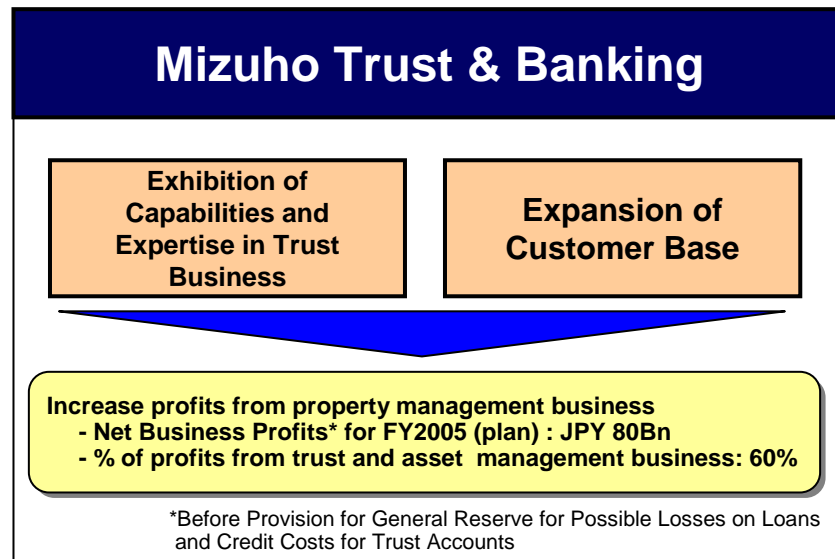 Mizuho Trust & Banking
Exhibition of
Capabilities and
Expertise in Trust
Business
Expansion of
Customer Base
Increase profits from property management business
- Net Business Profits* for FY2005 (plan) : JPY 80Bn
- % of profits from trust and asset  management business: 60%
*Before Provision for General Reserve for Possible Losses on Loans
and Credit Costs for Trust Accounts